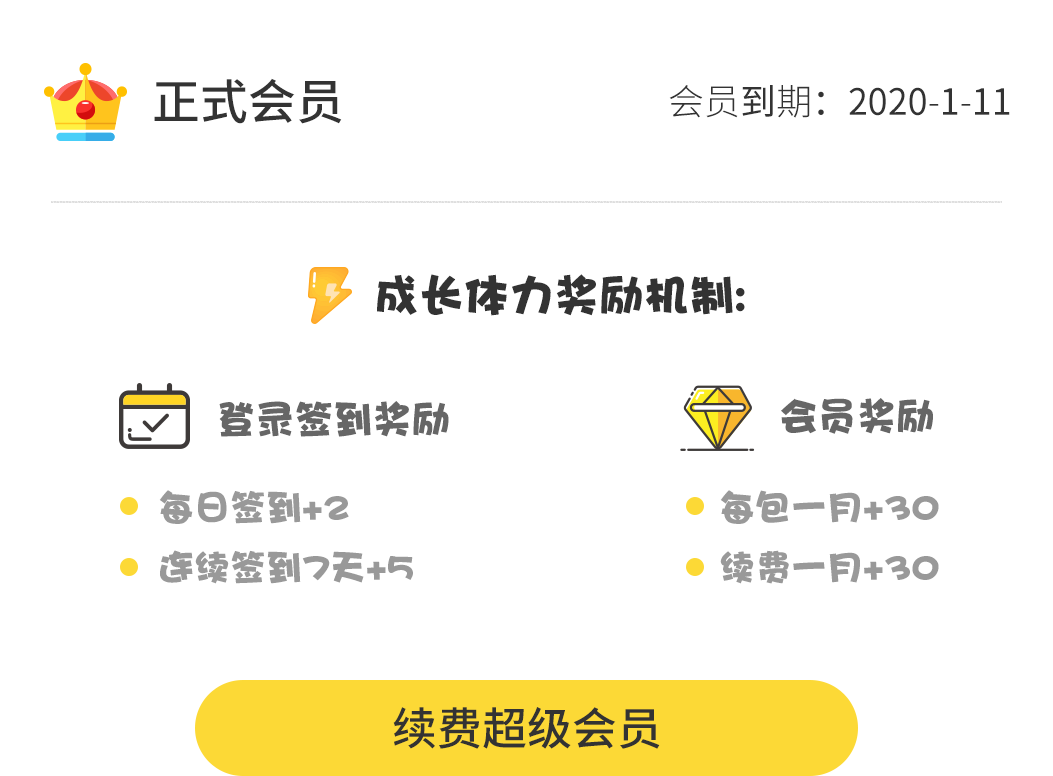 正式会员
会员到期：2020-1-11
成长体力奖励机制:
登录签到奖励
会员奖励
每日签到+2
每包一月+30
连续签到7天+5
续费一月+30
续费超级会员